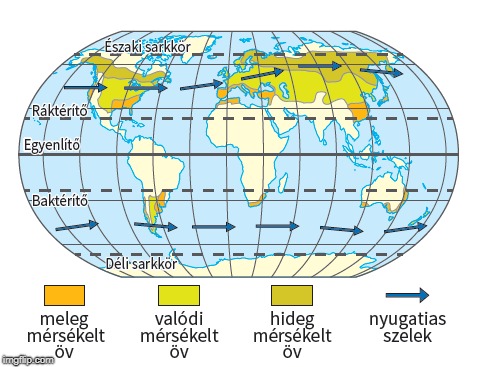 Északi sarkkör
Ráktérítő
Egyenlítő
Baktérítő
Déli sarkkör
meleg
mérsékelt
öv
valódi
mérsékelt
öv
hideg
mérsékelt
öv
nyugatias
szelek
imgflip.com